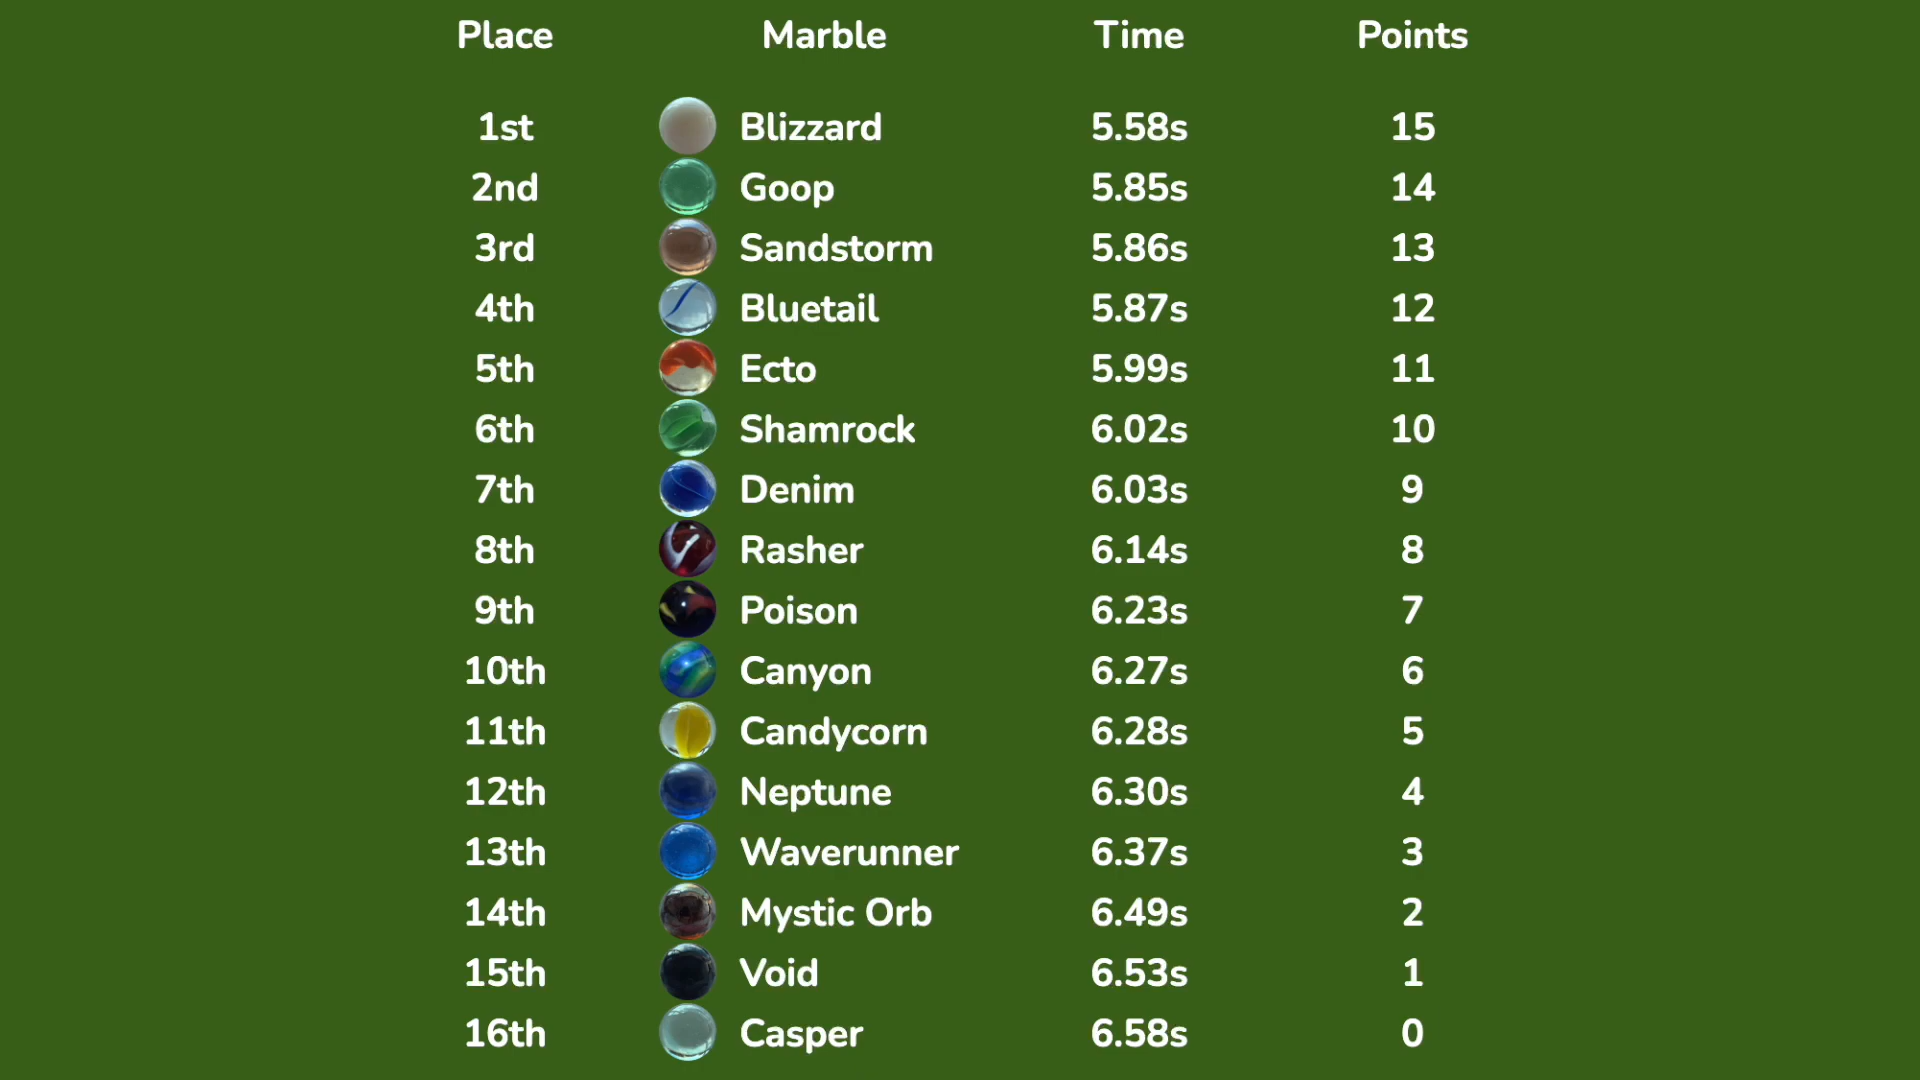 Place Marble Time Points
1st Blizzard 5.58s 15
2nd Goop 5.85s 14
3rd Sandstorm 5.86s 13
4th Bluetail 5.87s 12
5th Ecto 5.99s 11
6th Shamrock 6.02s 10
7th Denim 6.03s 9
8th Rasher 6.14s 8
9th Poison 6.23s 7
10th Canyon 6.27s 6
11th Candycorn 6.28s 5
12th Neptune 6.30s 4
13th Waverunner 6.37s 3
14th Mystic Orb 6.49s 2
15th Void 6.53s 1
16th Casper 6.58s 0